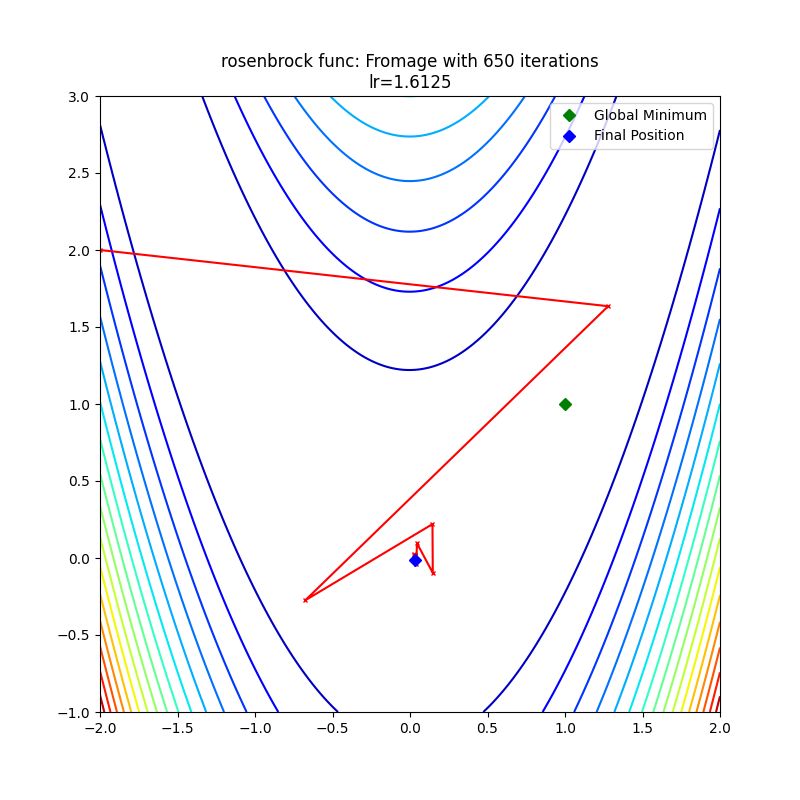 rosenbrock func: Fromage with 650 iterations
lr=1.6125
Global Minimum
Final Position
3.0
2.5
2.0
1.5
1.0
0.5
0.0
−0.5
−1.0
−2.0 −1.5 −1.0 −0.5 0.0 0.5 1.0 1.5 2.0